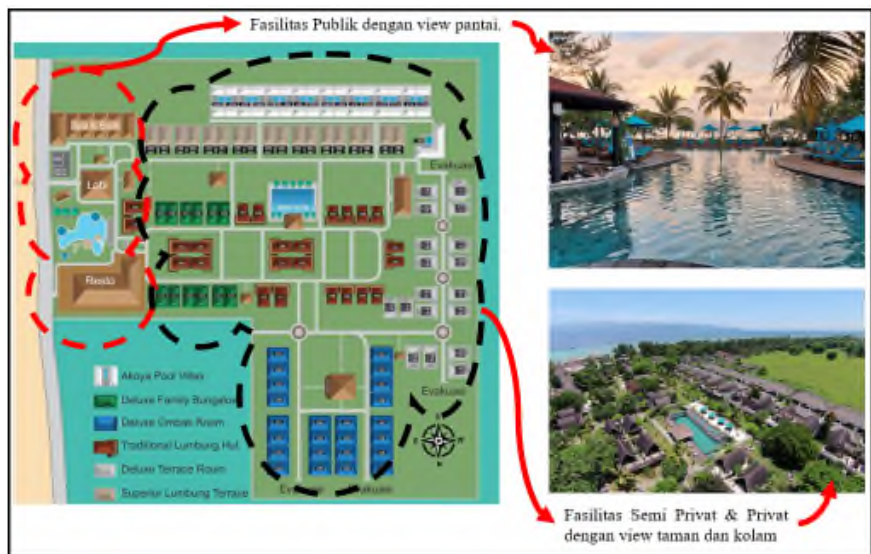 Fasilitas Publik dengan view pantai.
Evakuasi
Lobi
Resto
Akoya Pool Villas
Deluxe Family Bungalow
Deluxe Ombak Room
Traditional Lumbung Hut
Deluxe Terrace Room
Superior Lumbung Terrace
Evakuasi
Evakuasi
Evakuasi
Fasilitas Semi Privat & Privat
dengan view taman dan kolam